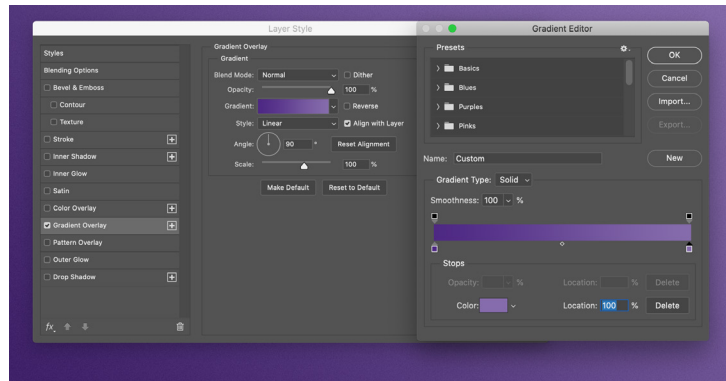 Layer Style
Styles
Blending Options
Bevel & Emboss
Contour
Texture
Stroke
Inner Shadow
Inner Glow
Satin
Color Overlay
Gradient Overlay
Pattern Overlay
Outer Glow
Drop Shadow
fx
Gradient Overlay
Gradient
Blend Mode: Normal Dither
Opacity: 100 %
Gradient: Reverse
Style: Linear Align with Layer
Angle: 90 ° Reset Alignment
Scale: 100 %
Make Default Reset to Default
Gradient Editor
Presets
Basics
Blues
Purples
Pinks
OK
Cancel
Import...
Export...
Name: Custom New
Gradient Type: Solid
Smoothness: 100 %
Stops
Opacity: % Location: % Delete
Color: Location: 100 % Delete